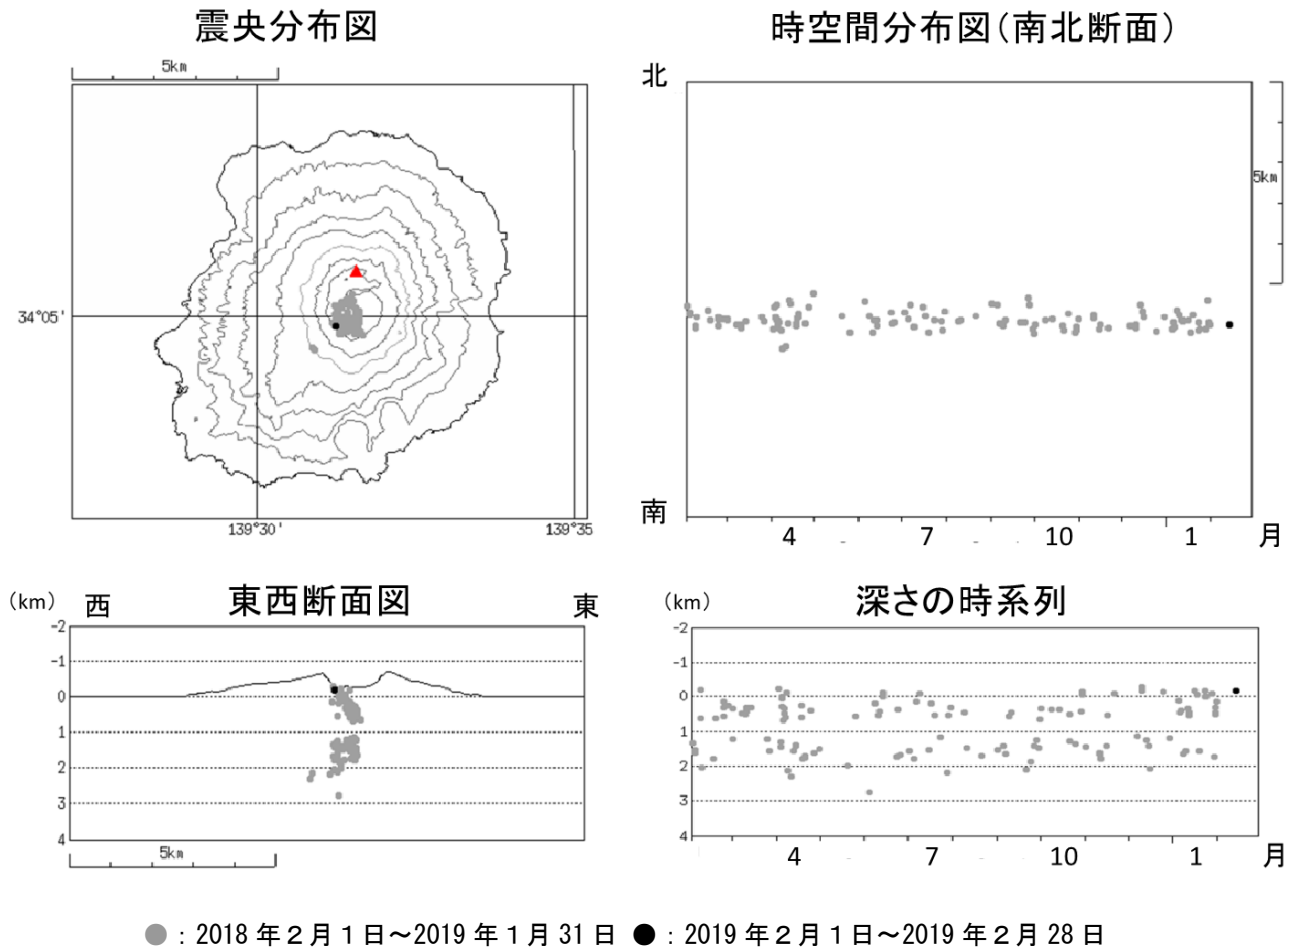 震央分布図
5km
34°05'
139°30'
139°35
時空間分布図(南北断面)
北
5km
南
4 7 10 1 月
東西断面図
(km) 西 東
-2
-1
0
1
2
3
4
5km
深さの時系列
(km)
-2
-1
0
1
2
3
4
4 7 10 1 月
●:2018年2月1日~2019年1月31日 ●:2019年2月1日~2019年2月28日